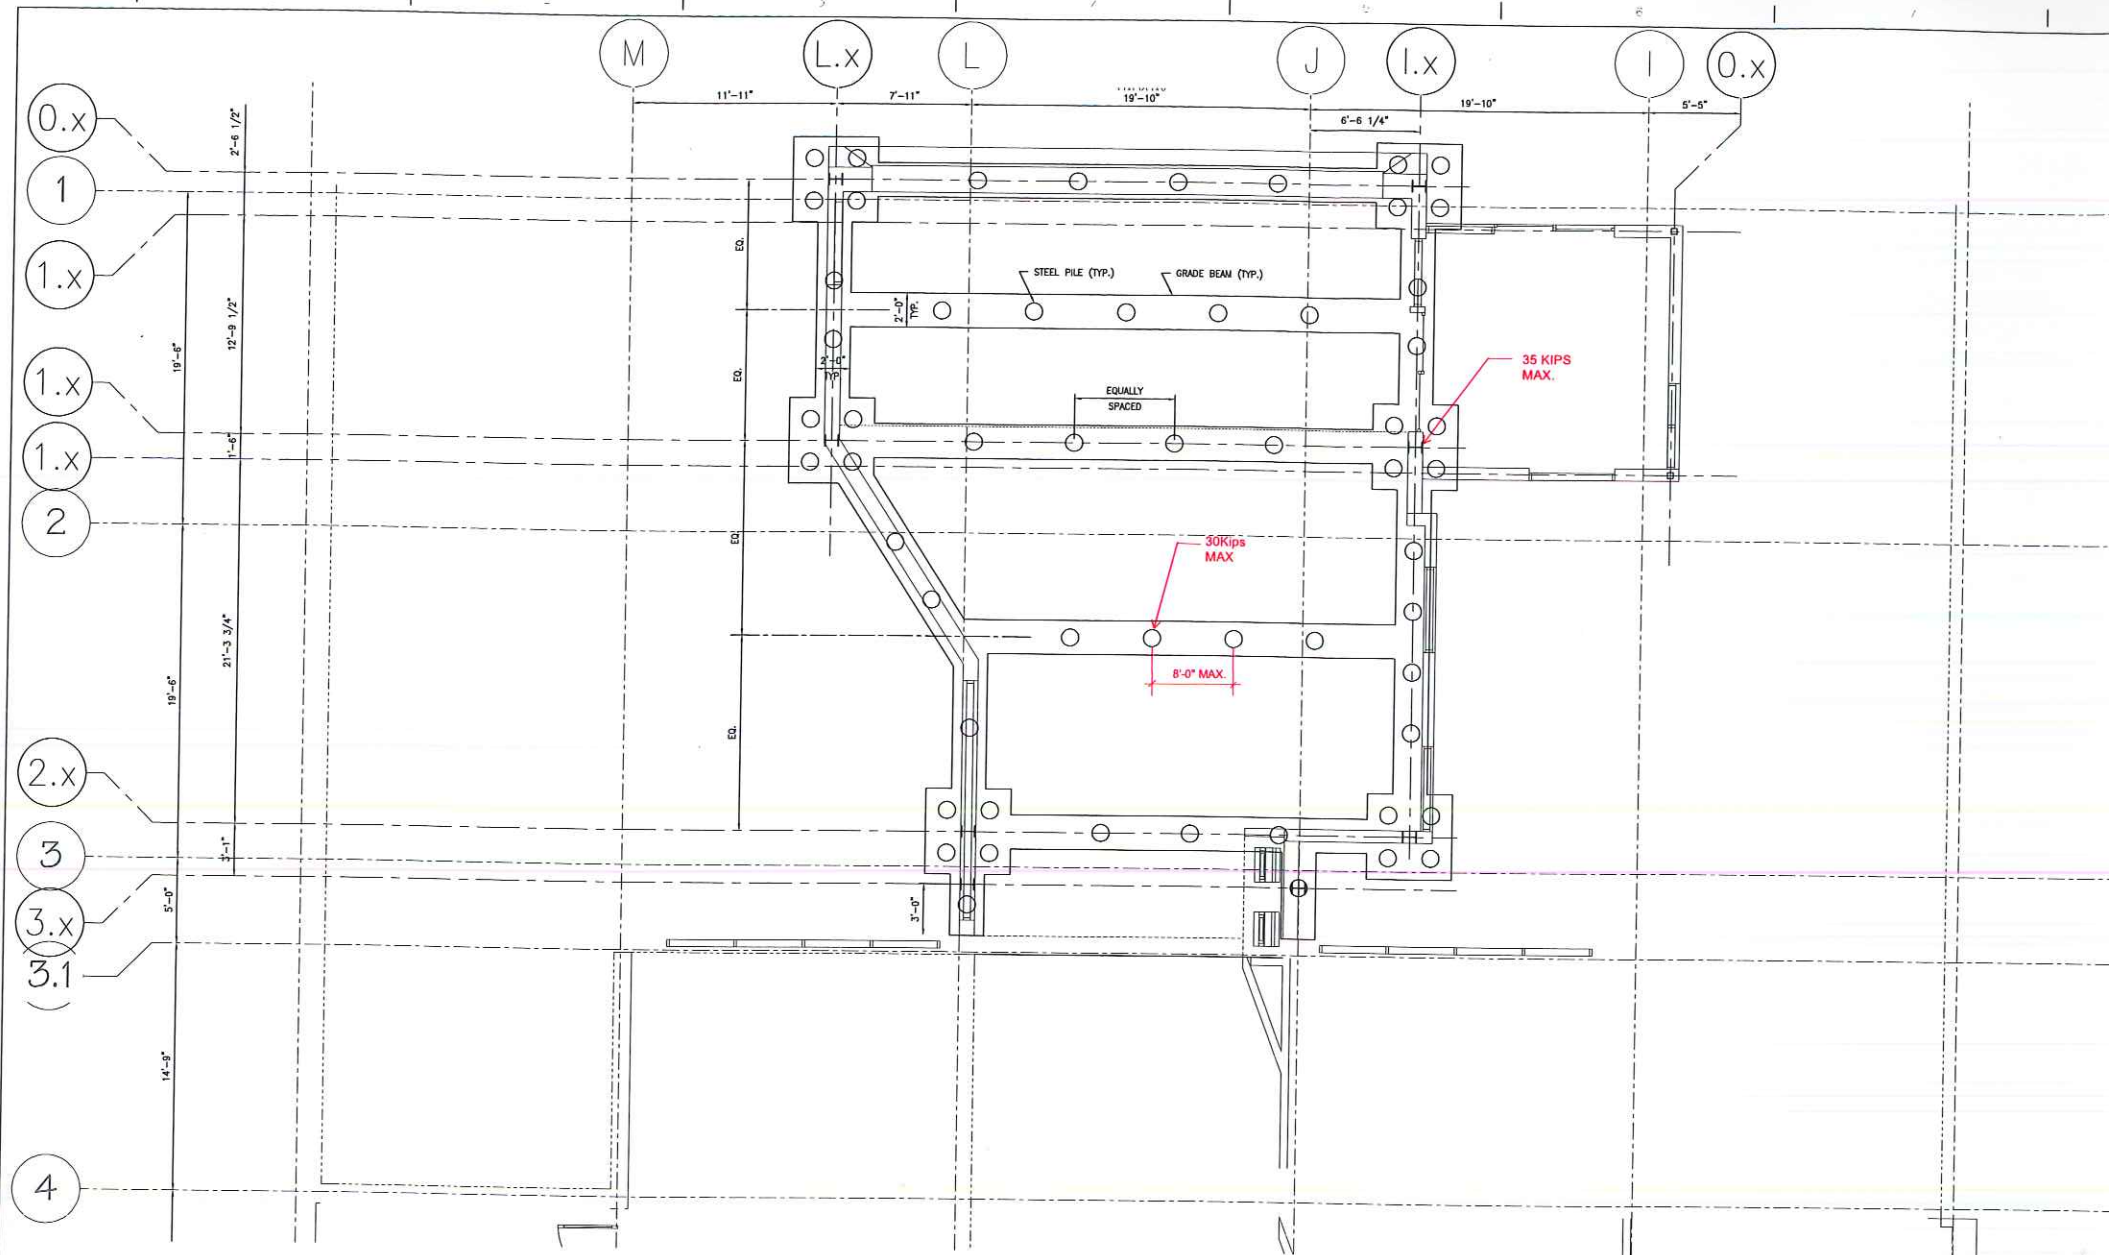 M
L.x
L
J
I.x
I
0.x
11'-11"
7'-11"
19'-10"
19'-10"
5'-5"
6'-6 1/4"
0.x
1
1.x
1.x
1.x
2
2.x
3
3.x
3.1
4
2'-6 1/2"
12'-9 1/2"
19'-6"
1'-6"
21'-3 3/4"
19'-6"
3'-1"
5'-0"
14'-9"
EQ.
EQ.
EQ.
EQ.
STEEL PILE (TYP.)
GRADE BEAM (TYP.)
2'-0"
TYP.
2'-0"
TYP.
EQUALLY
SPACED
35 KIPS
MAX.
30Kips
MAX
8'-0" MAX.
3'-0"